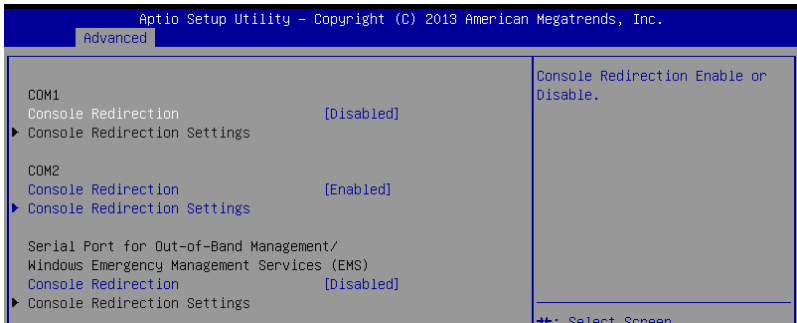 Aptio Setup Utility – Copyright (C) 2013 American Megatrends, Inc.
Advanced
COM1
Console Redirection [Disabled]
Console Redirection Settings
COM2
Console Redirection [Enabled]
Console Redirection Settings
Serial Port for Out-of-Band Management/
Windows Emergency Management Services (EMS)
Console Redirection [Disabled]
Console Redirection Settings
Console Redirection Enable or
Disable.
: Select Screen